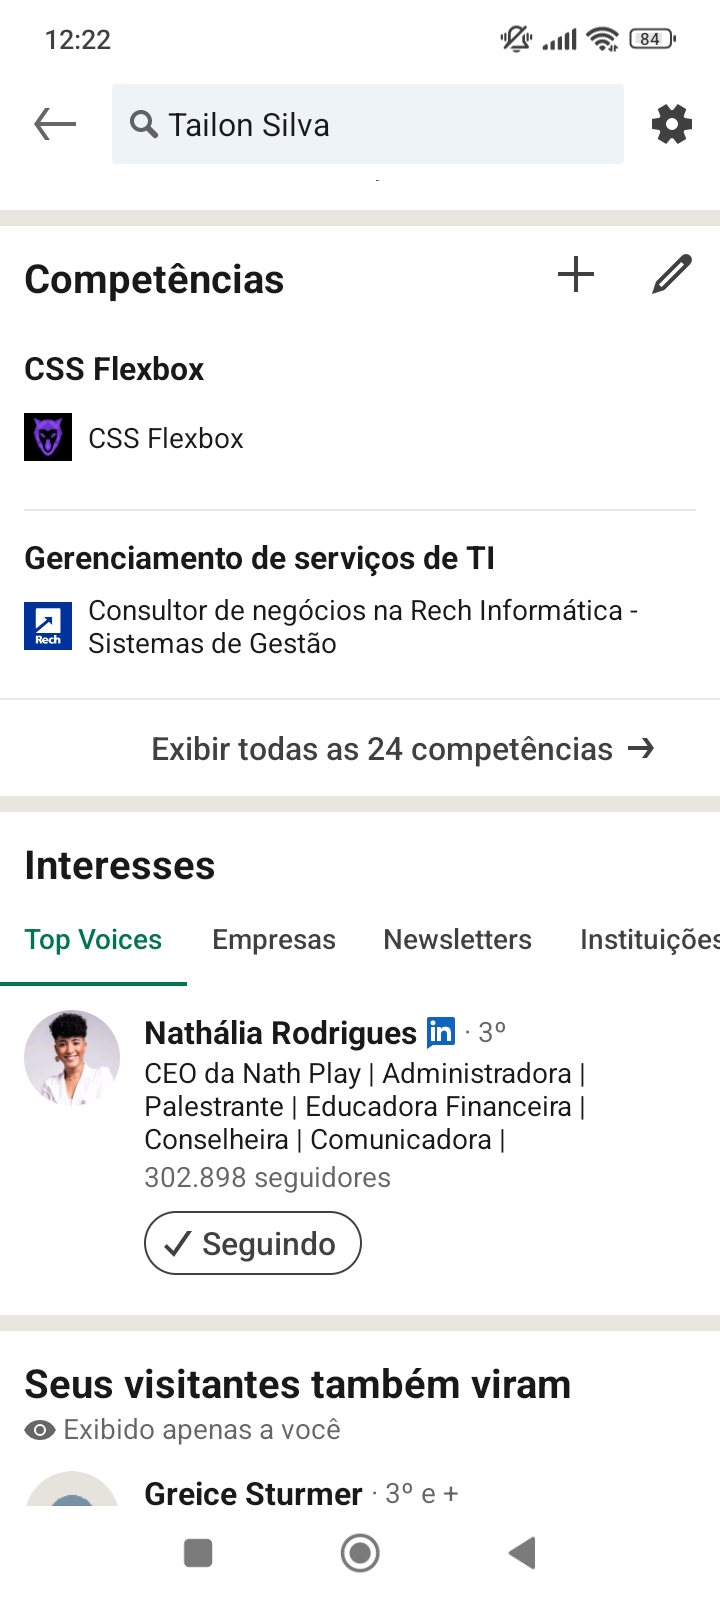 12:22
84
Tailon Silva
Competências
CSS Flexbox
CSS Flexbox
Gerenciamento de serviços de TI
Rech
Consultor de negócios na Rech Informática -
Sistemas de Gestão
Exibir todas as 24 competências
Interesses
Top Voices
Empresas
Newsletters
Instituições
Nathália Rodrigues in · 3º
CEO da Nath Play | Administradora |
Palestrante | Educadora Financeira |
Conselheira | Comunicadora |
302.898 seguidores
Seguindo
Seus visitantes também viram
Exibido apenas a você
Greice Sturmer · 3º e +